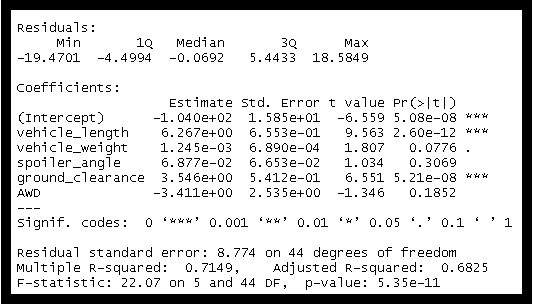 Residuals:
     Min       1Q   Median       3Q      Max
-19.4701  -4.4994  -0.0692   5.4433  18.5849
Coefficients:
                   Estimate Std. Error t value Pr(>|t|)
(Intercept)      -1.040e+02  1.585e+01  -6.559 5.08e-08 ***
vehicle_length    6.267e+00  6.553e-01   9.563 2.60e-12 ***
vehicle_weight    1.245e-03  6.890e-04   1.807   0.0776 .
spoiler_angle     6.877e-02  6.653e-02   1.034   0.3069
ground_clearance  3.546e+00  5.412e-01   6.551 5.21e-08 ***
AWD              -3.411e+00  2.535e+00  -1.346   0.1852
---
Signif. codes:  0 ‘***’ 0.001 ‘**’ 0.01 ‘*’ 0.05 ‘.’ 0.1 ‘ ’ 1
Residual standard error: 8.774 on 44 degrees of freedom
Multiple R-squared:  0.7149,    Adjusted R-squared:  0.6825
F-statistic: 22.07 on 5 and 44 DF,  p-value: 5.35e-11